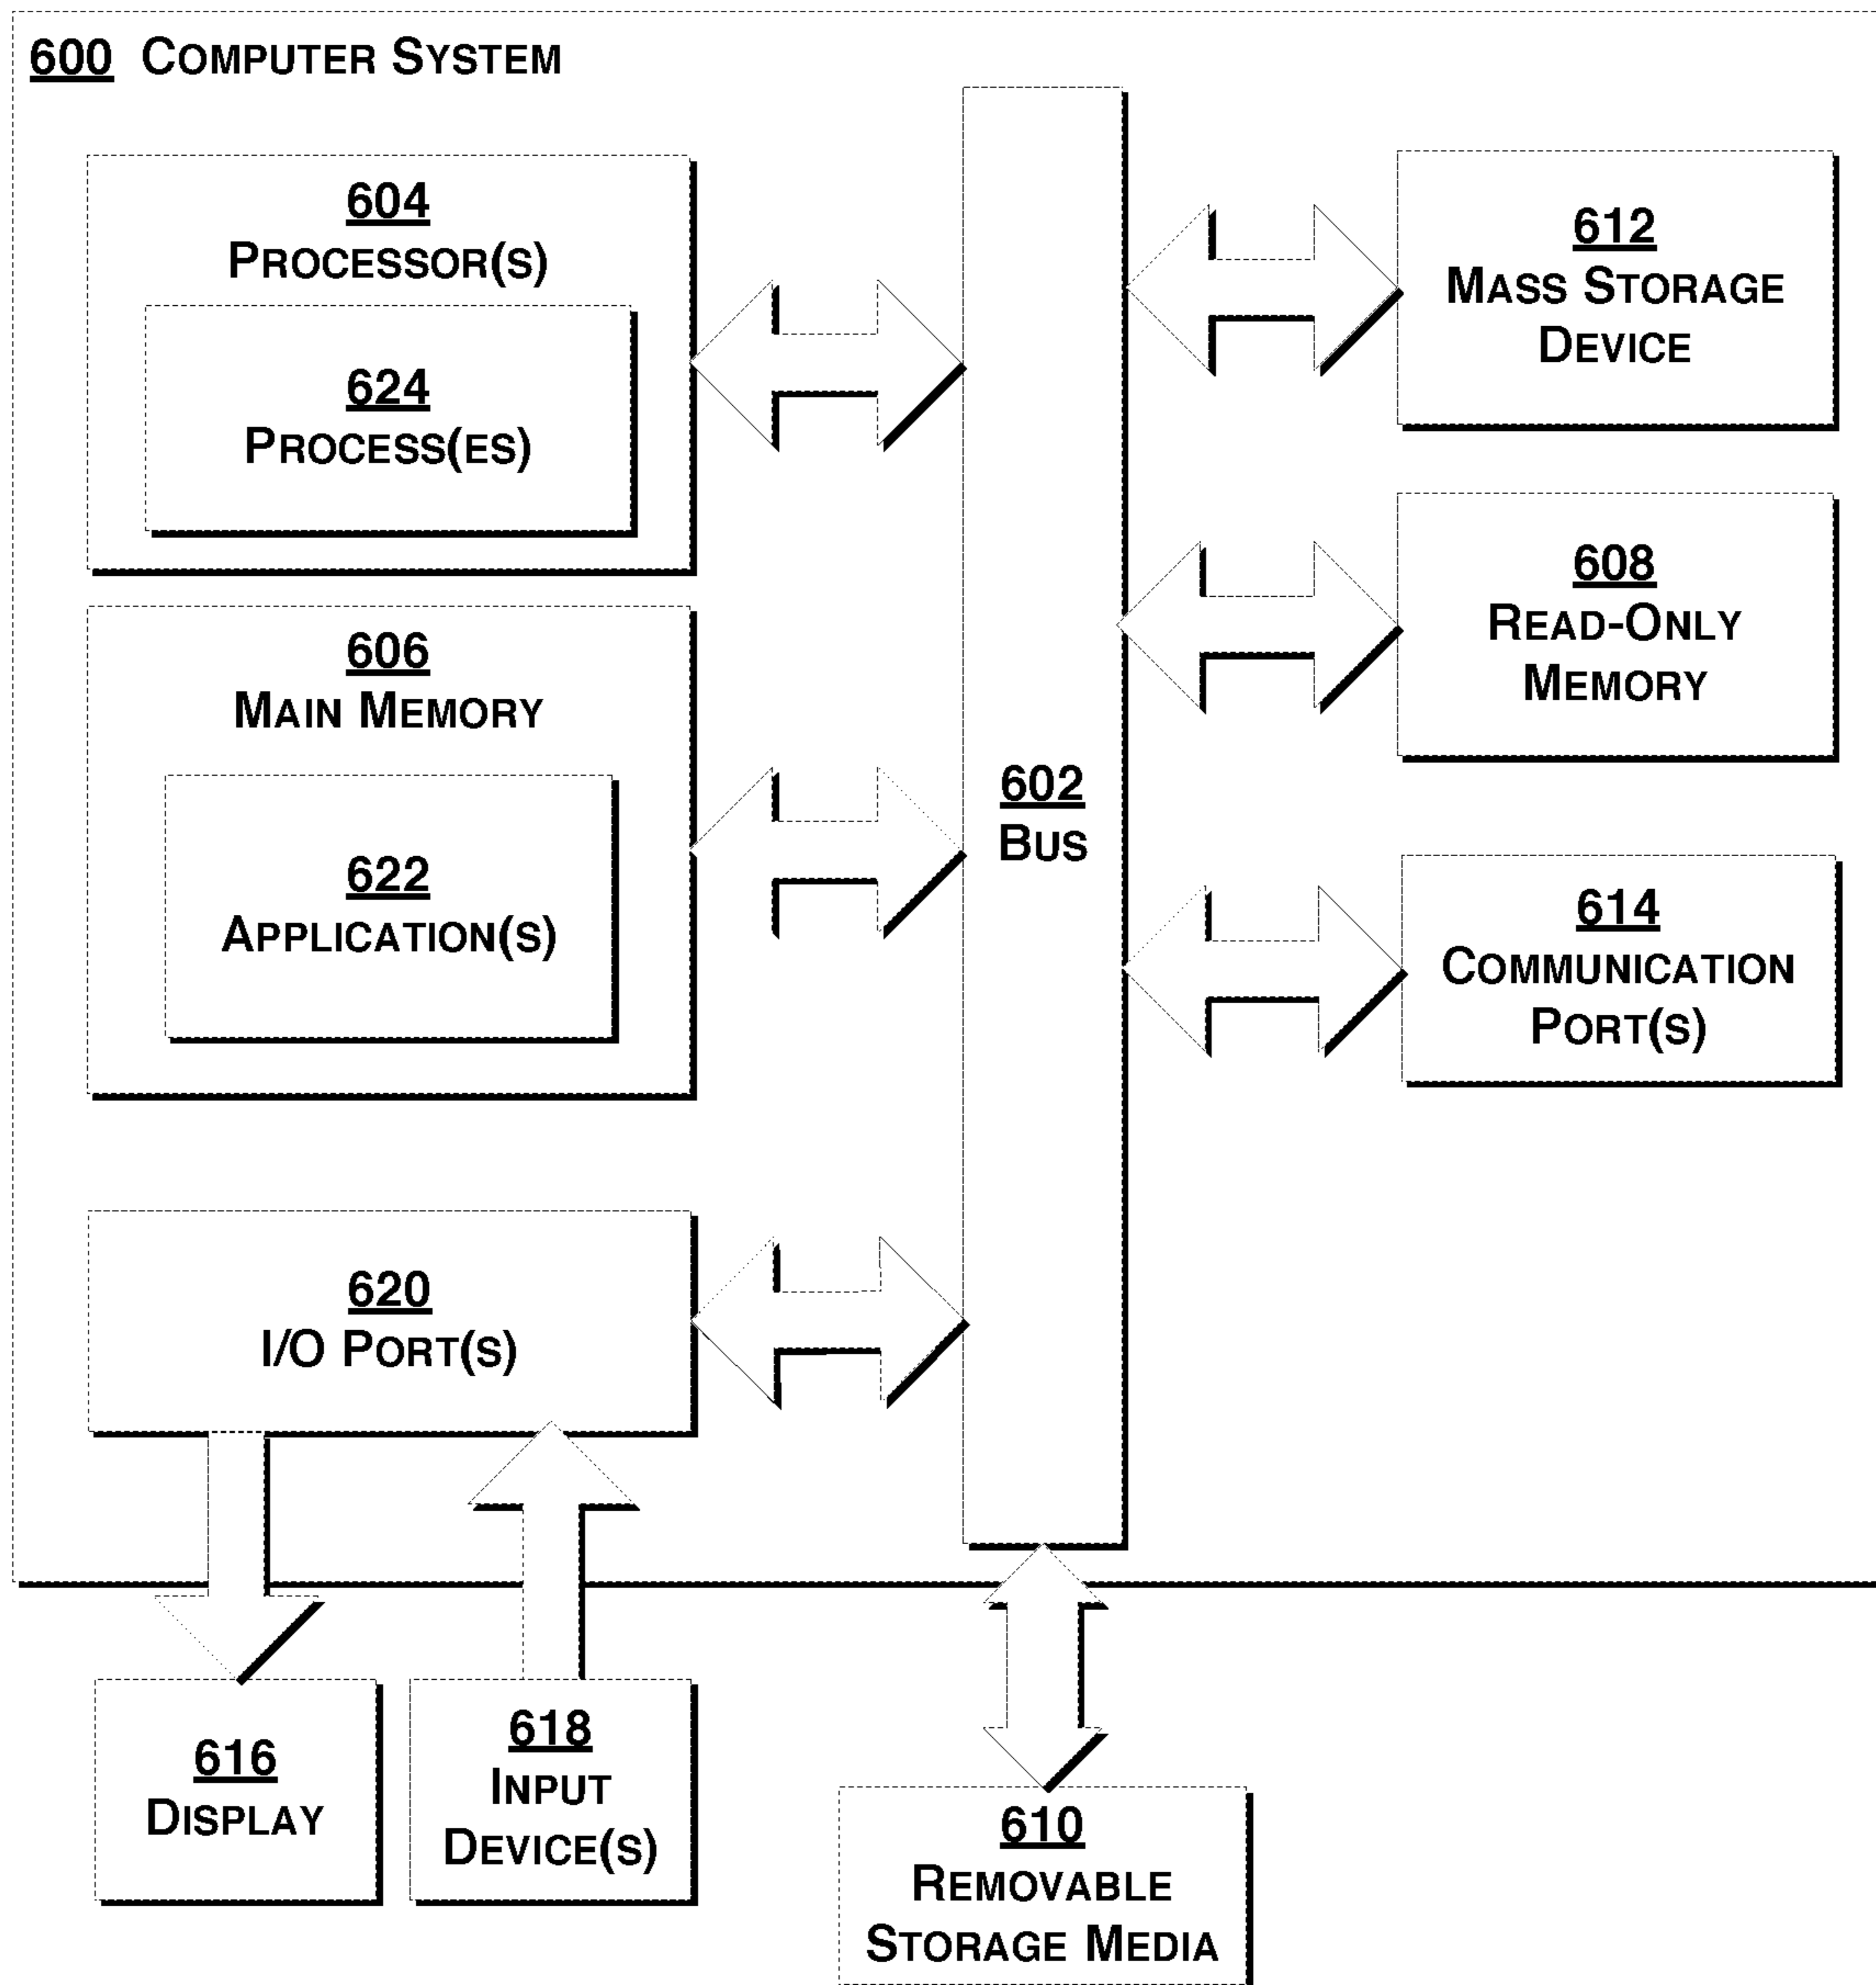 600 COMPUTER SYSTEM
604
PROCESSOR(S)
624
PROCESS(ES)
606
MAIN MEMORY
622
APPLICATION(S)
620
I/O PORT(S)
602
BUS
612
MASS STORAGE
DEVICE
608
READ-ONLY
MEMORY
614
COMMUNICATION
PORT(S)
616
DISPLAY
618
INPUT
DEVICE(S)
610
REMOVABLE
STORAGE MEDIA